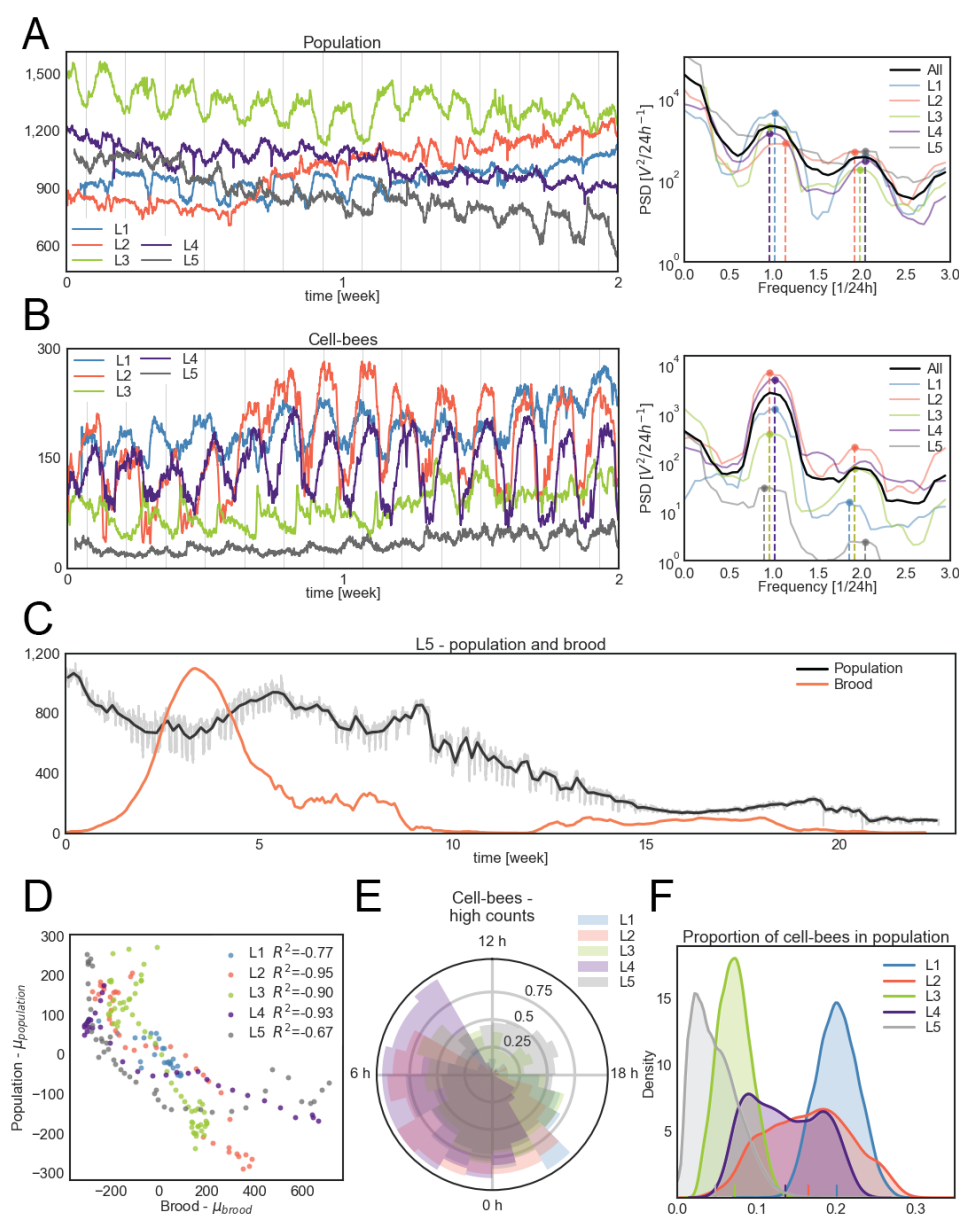 A
Population
1,500
1,200
900
600
L1
L2
L3
L4
L5
0
1
2
time [week]
PSD [V²/24h⁻¹]
10⁴
10²
10⁰
All
L1
L2
L3
L4
L5
0.0
0.5
1.0
1.5
2.0
2.5
3.0
Frequency [1/24h]
B
Cell-bees
300
150
0
L1
L2
L3
L4
L5
0
1
2
time [week]
PSD [V²/24h⁻¹]
10⁴
10³
10²
10¹
10⁰
All
L1
L2
L3
L4
L5
0.0
0.5
1.0
1.5
2.0
2.5
3.0
Frequency [1/24h]
C
L5 - population and brood
1,200
800
400
0
Population
Brood
0
5
10
15
20
time [week]
D
300
200
100
0
−100
−200
−300
Population - μpopulation
L1 R²=-0.77
L2 R²=-0.95
L3 R²=-0.90
L4 R²=-0.93
L5 R²=-0.67
−200
0
200
400
600
Brood - μbrood
E
Cell-bees -
high counts
L1
L2
L3
L4
L5
12 h
0.75
0.5
0.25
6 h
18 h
0 h
F
Proportion of cell-bees in population
15
10
5
Density
L1
L2
L3
L4
L5
0.0
0.1
0.2
0.3